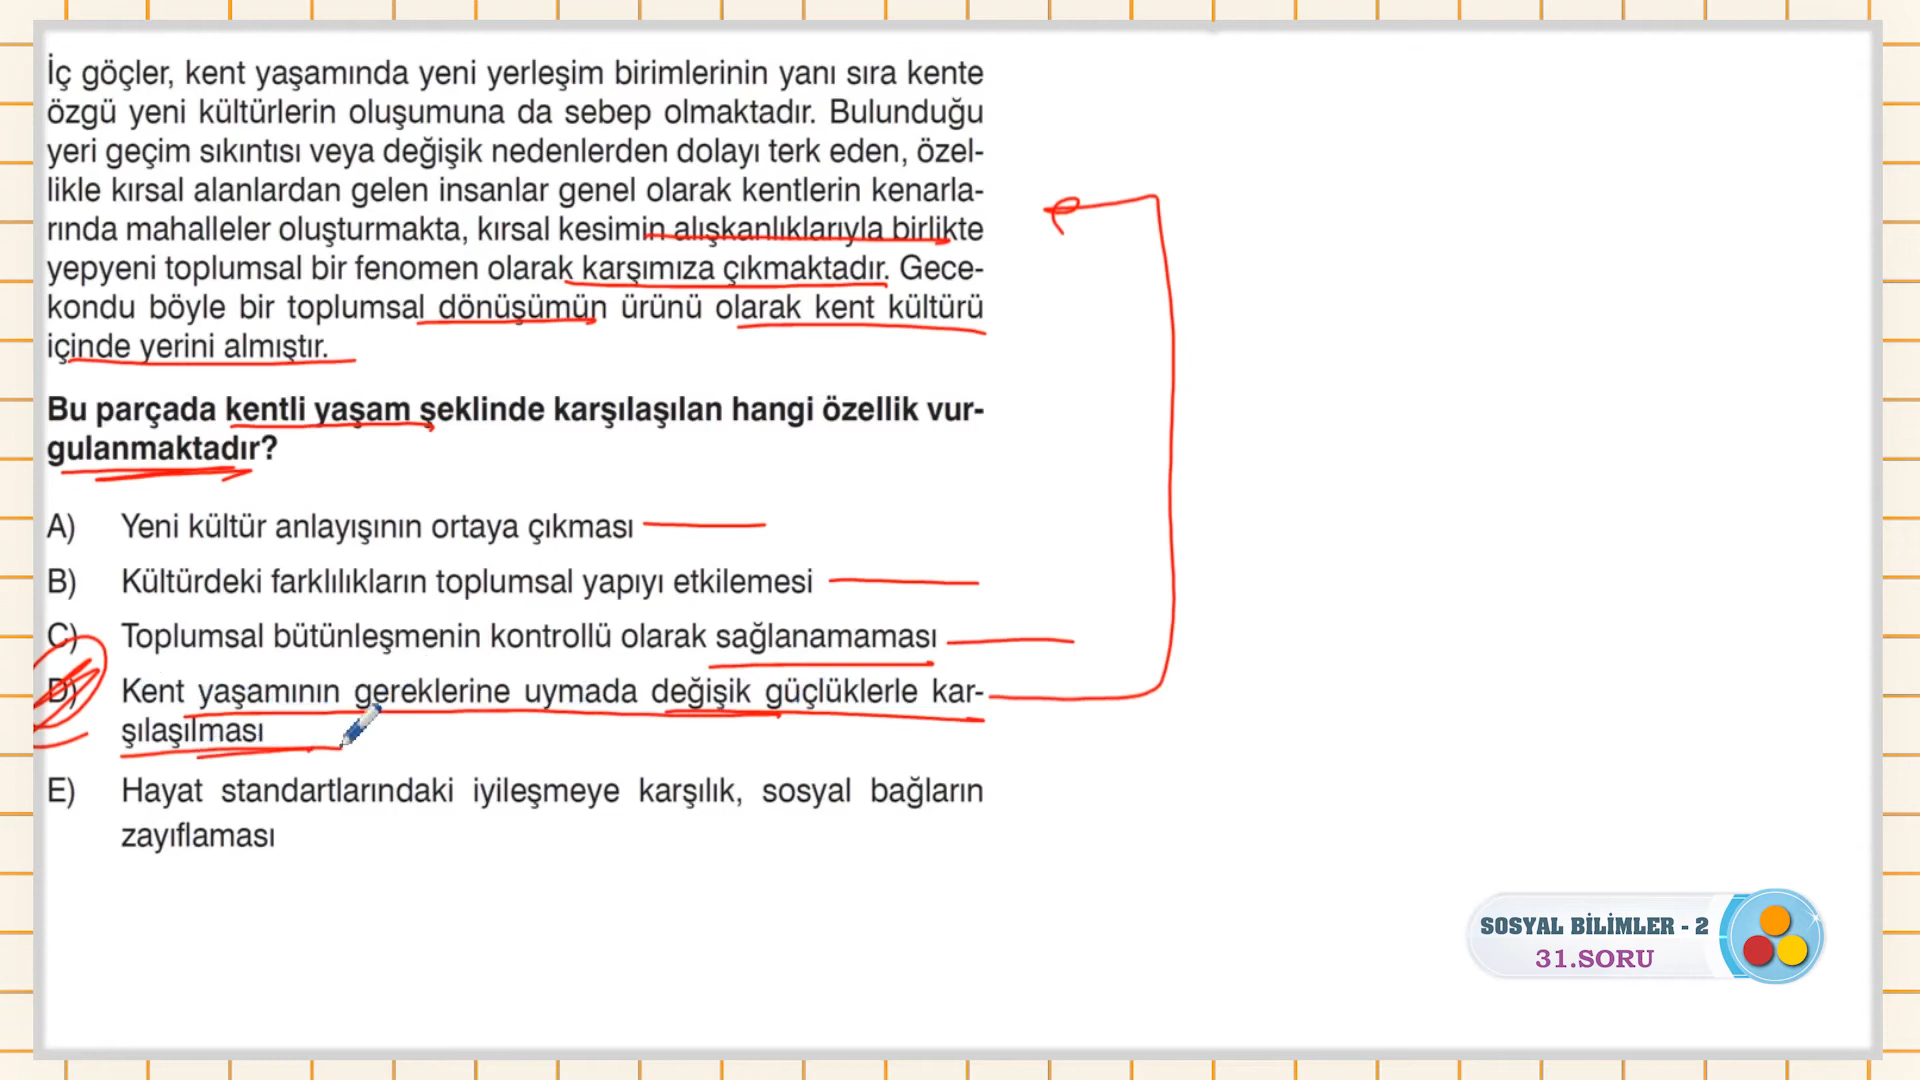 İç göçler, kent yaşamında yeni yerleşim birimlerinin yanı sıra kente
özgü yeni kültürlerin oluşumuna da sebep olmaktadır. Bulunduğu
yeri geçim sıkıntısı veya değişik nedenlerden dolayı terk eden, özel-
likle kırsal alanlardan gelen insanlar genel olarak kentlerin kenarla-
rında mahalleler oluşturmakta, kırsal kesimin alışkanlıklarıyla birlikte
yepyeni toplumsal bir fenomen olarak karşımıza çıkmaktadır. Gece-
kondu böyle bir toplumsal dönüşümün ürünü olarak kent kültürü
içinde yerini almıştır.
Bu parçada kentli yaşam şeklinde karşılaşılan hangi özellik vur-
gulanmaktadır?
A) Yeni kültür anlayışının ortaya çıkması
B) Kültürdeki farklılıkların toplumsal yapıyı etkilemesi
C) Toplumsal bütünleşmenin kontrollü olarak sağlanamaması
D) Kent yaşamının gereklerine uymada değişik güçlüklerle kar-
şılaşılması
E) Hayat standartlarındaki iyileşmeye karşılık, sosyal bağların
zayıflaması
SOSYAL BİLİMLER - 2
31.SORU